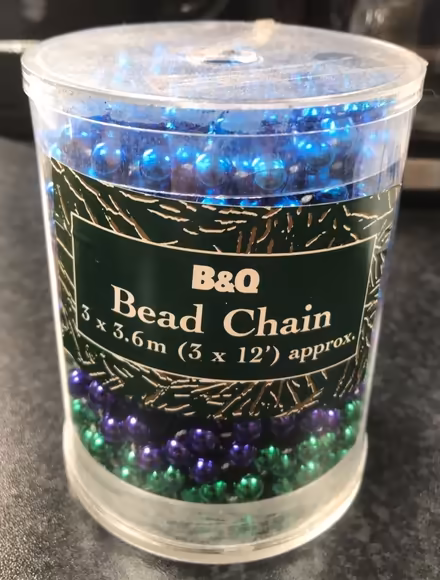 B&Q
Bead Chain
3 x 3.6m (3 x 12') approx.